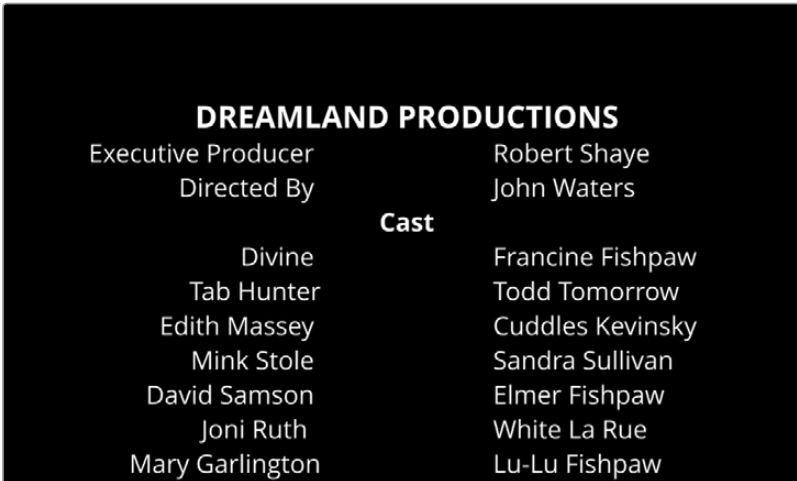 DREAMLAND PRODUCTIONS
Executive Producer Robert Shaye
Directed By John Waters
Cast
Divine Francine Fishpaw
Tab Hunter Todd Tomorrow
Edith Massey Cuddles Kevinsky
Mink Stole Sandra Sullivan
David Samson Elmer Fishpaw
Joni Ruth White La Rue
Mary Garlington Lu-Lu Fishpaw